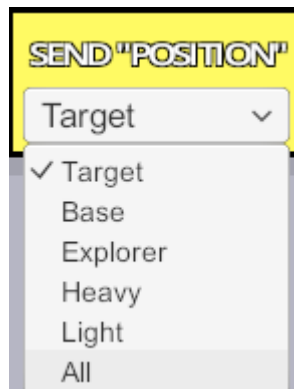 SEND "POSITION"
Target
Target
Base
Explorer
Heavy
Light
All